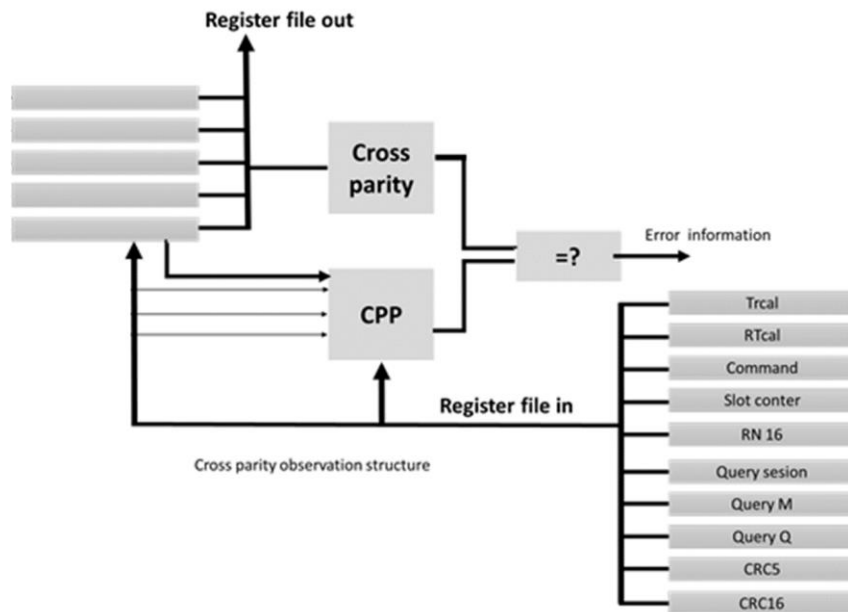 Register file out
Cross
parity
=?
Error information
CPP
Trcal
RTcal
Command
Slot conter
Register file in
RN 16
Cross parity observation structure
Query sesion
Query M
Query Q
CRC5
CRC16